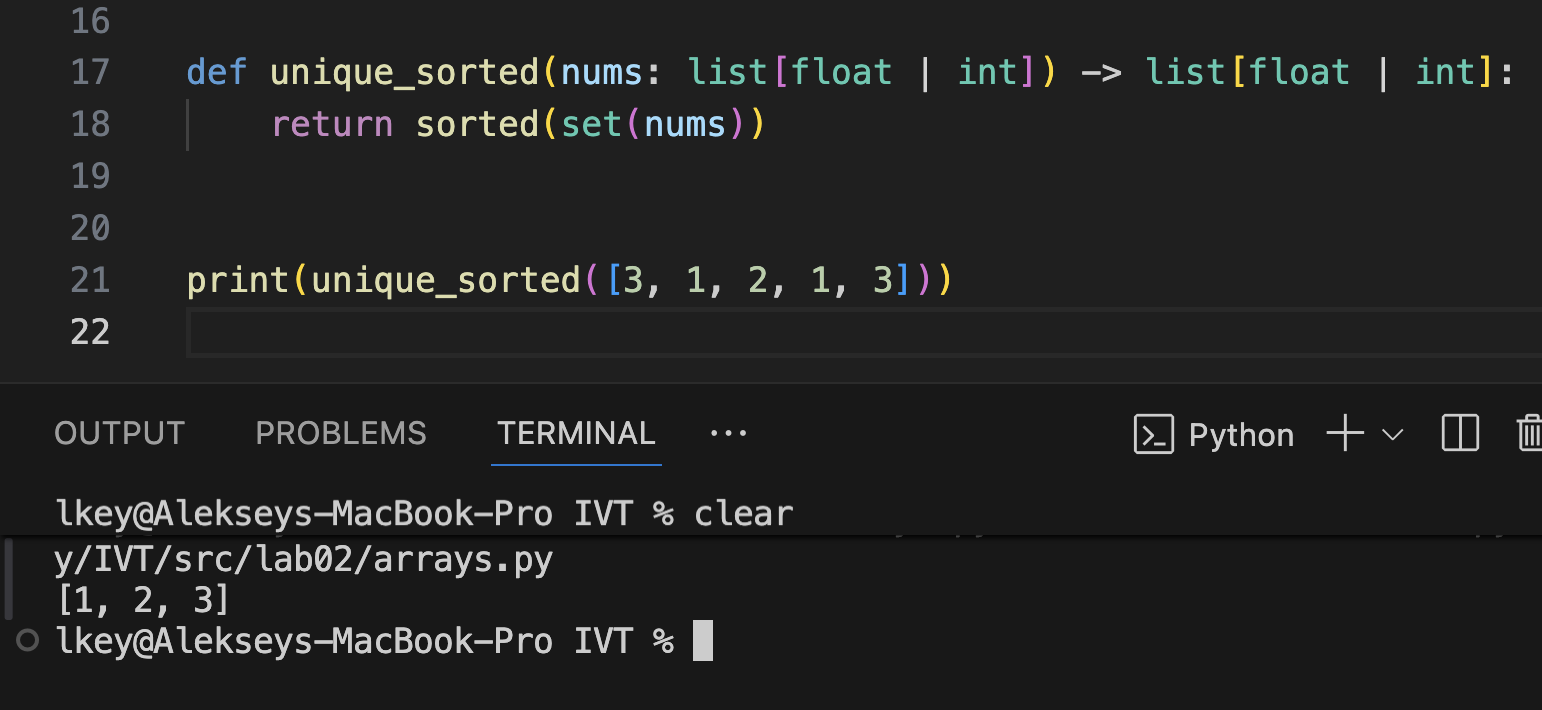 16
17 def unique_sorted(nums: list[float | int]) -> list[float | int]:
18     return sorted(set(nums))
19
20
21 print(unique_sorted([3, 1, 2, 1, 3]))
22
OUTPUT PROBLEMS TERMINAL ... Python
lkey@Alekseys-MacBook-Pro IVT % clear
y/IVT/src/lab02/arrays.py
[1, 2, 3]
lkey@Alekseys-MacBook-Pro IVT %